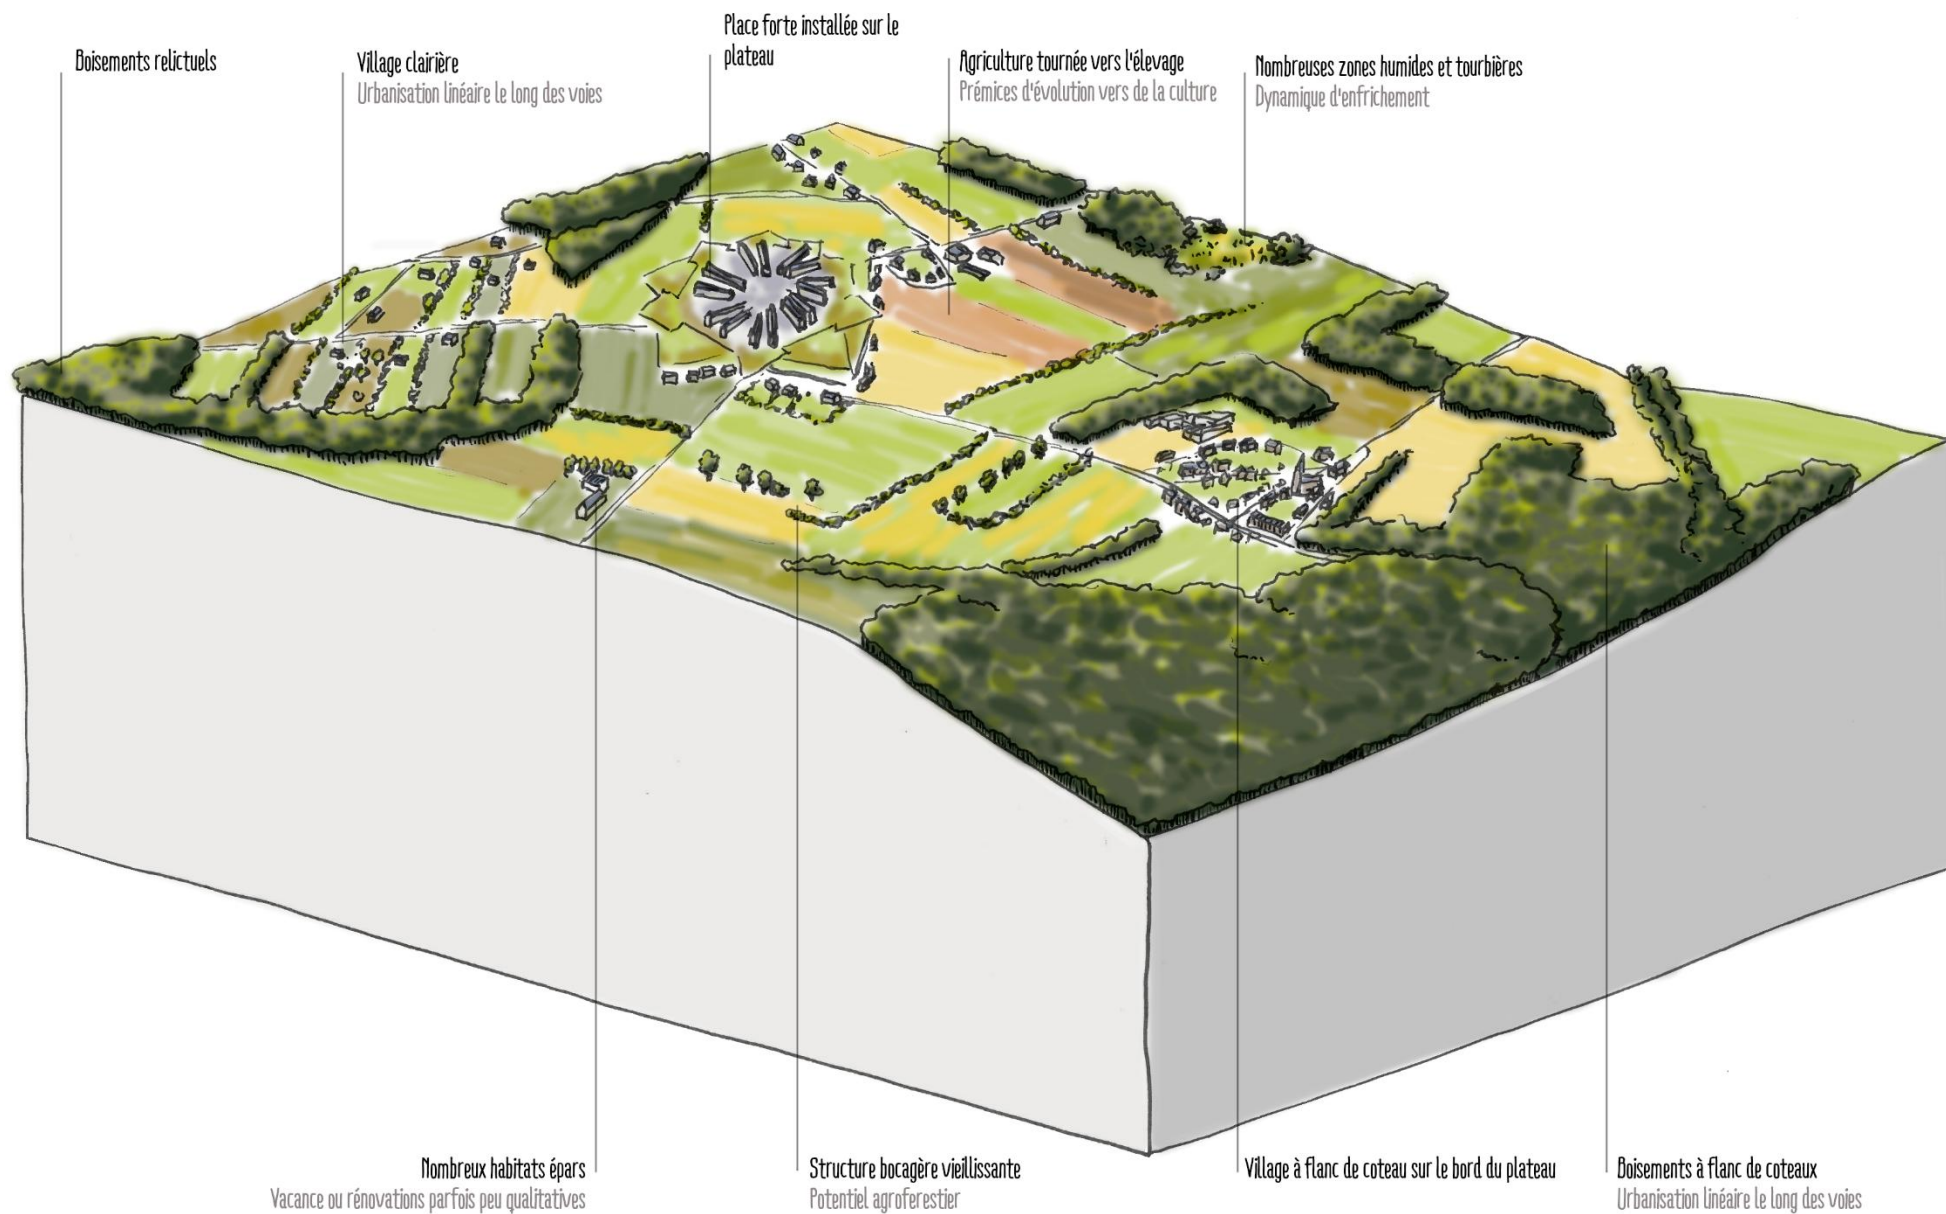 Boisements relictuels
Village clairière
Urbanisation linéaire le long des voies
Place forte installée sur le
plateau
Agriculture tournée vers l'élevage
Prémices d'évolution vers de la culture
Nombreuses zones humides et tourbières
Dynamique d'enfrichement
Nombreux habitats épars
Vacance ou rénovations parfois peu qualitatives
Structure bocagère vieillissante
Potentiel agroferestier
Village à flanc de coteau sur le bord du plateau
Boisements à flanc de coteaux
Urbanisation linéaire le long des voies